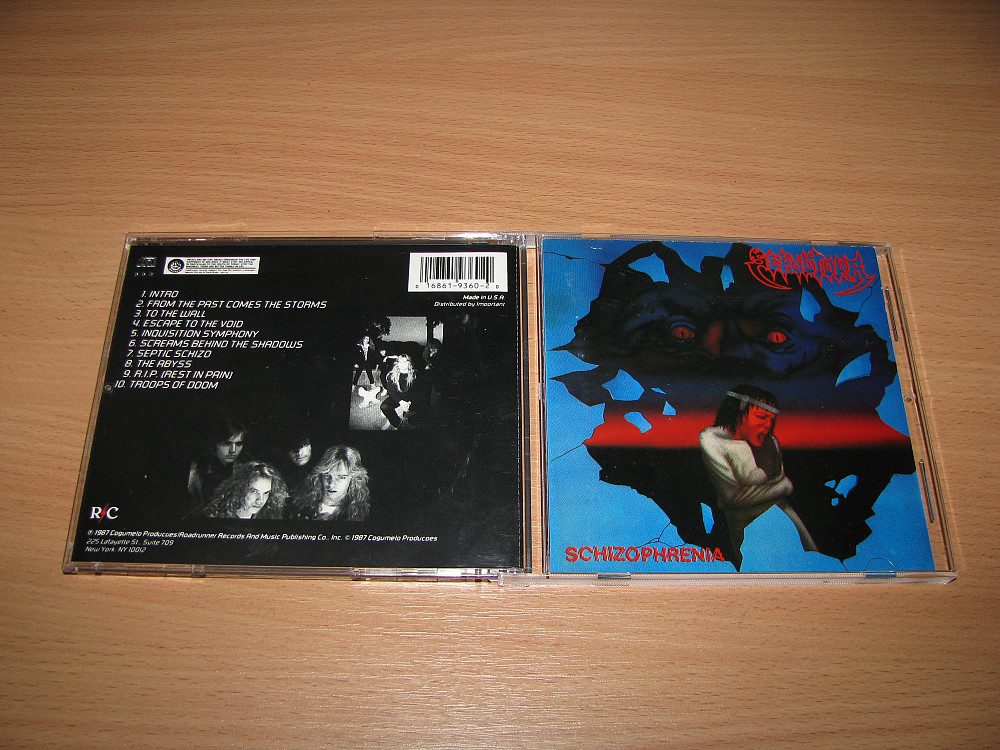 0 16861-9360-2 0
Made in U.S.A.
Distributed by Important
1. INTRO
2. FROM THE PAST COMES THE STORMS
3. TO THE WALL
4. ESCAPE TO THE VOID
5. INQUISITION SYMPHONY
6. SCREAMS BEHIND THE SHADOWS
7. SEPTIC SCHIZO
8. THE ABYSS
9. R.I.P. (REST IN PAIN)
10. TROOPS OF DOOM
R/C
℗ 1987 Cogumelo Producoes/Roadrunner Records And Music Publishing Co., Inc. © 1987 Cogumelo Producoes
225 Lafayette St., Suite 709
New York, NY 10012
SEPULTURA
SCHIZOPHRENIA